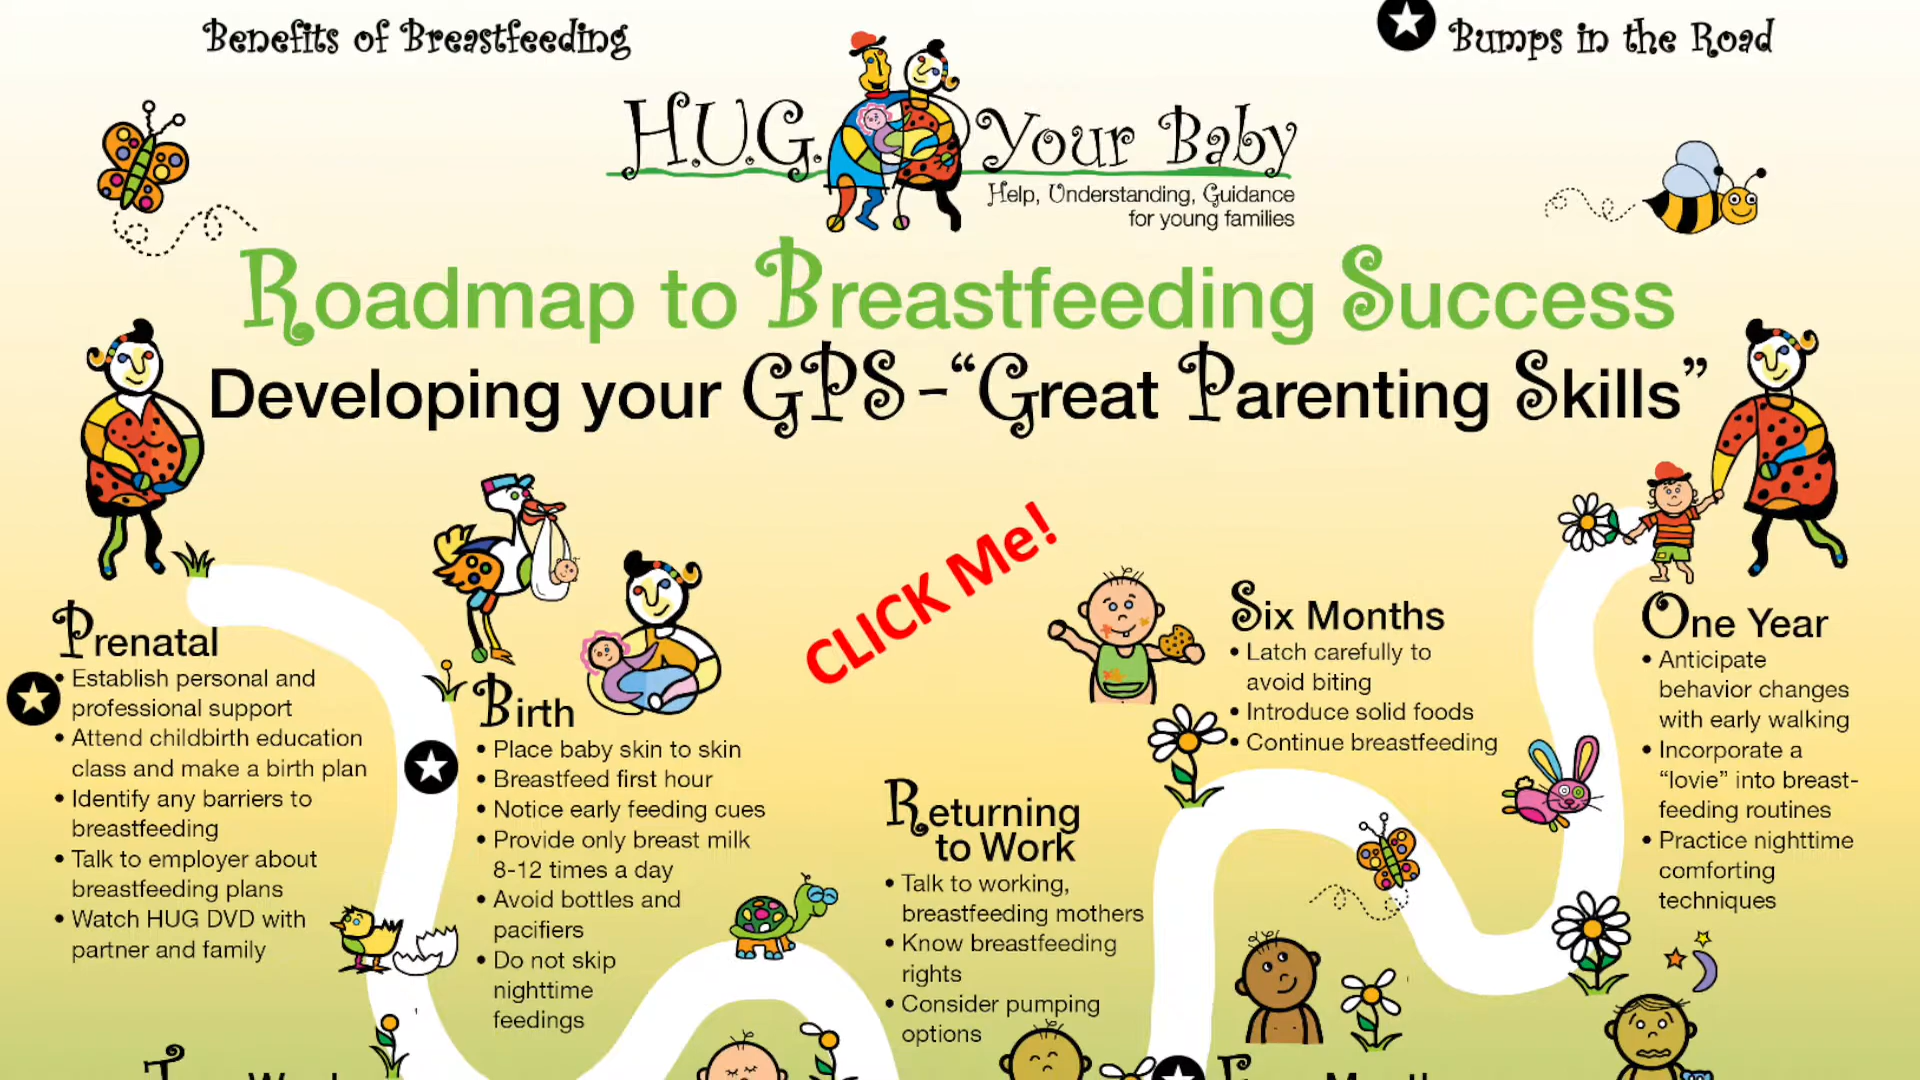 Benefits of Breastfeeding
Bumps in the Road
H.U.G. Your Baby
Help, Understanding, Guidance
for young families
Roadmap to Breastfeeding Success
Developing your GPS-“Great Parenting Skills”
CLICK Me!
Prenatal
• Establish personal and
professional support
• Attend childbirth education
class and make a birth plan
• Identify any barriers to
breastfeeding
• Talk to employer about
breastfeeding plans
• Watch HUG DVD with
partner and family
Birth
• Place baby skin to skin
• Breastfeed first hour
• Notice early feeding cues
• Provide only breast milk
8-12 times a day
• Avoid bottles and
pacifiers
• Do not skip
nighttime
feedings
Returning
to Work
• Talk to working,
breastfeeding mothers
• Know breastfeeding
rights
• Consider pumping
options
Six Months
• Latch carefully to
avoid biting
• Introduce solid foods
• Continue breastfeeding
One Year
• Anticipate
behavior changes
with early walking
• Incorporate a
“lovie” into breast-
feeding routines
• Practice nighttime
comforting
techniques